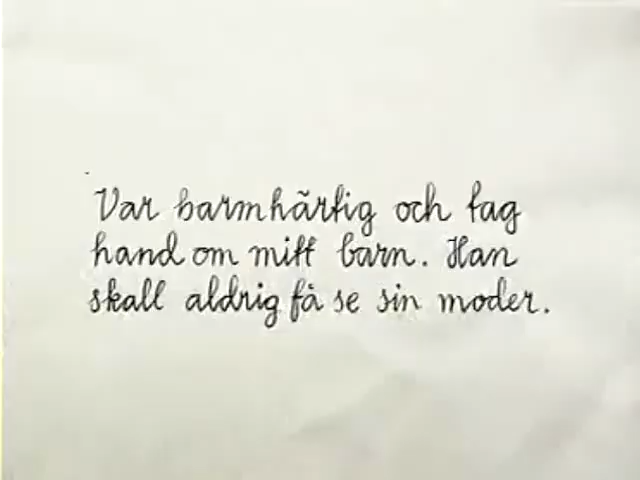 Var barmhärtig och tag
hand om mitt barn. Han
skall aldrig få se sin moder.